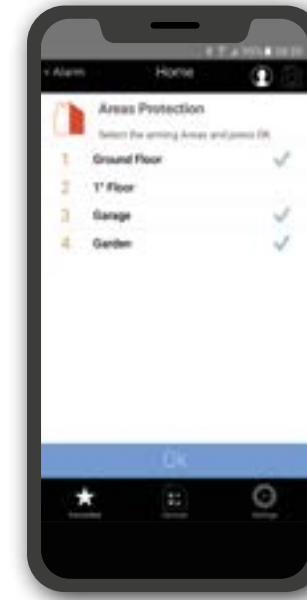 < Alarm Home
Areas Protection
Select the arming Areas and press OK
1 Ground Floor
2 1° Floor
3 Garage
4 Garden
Ok